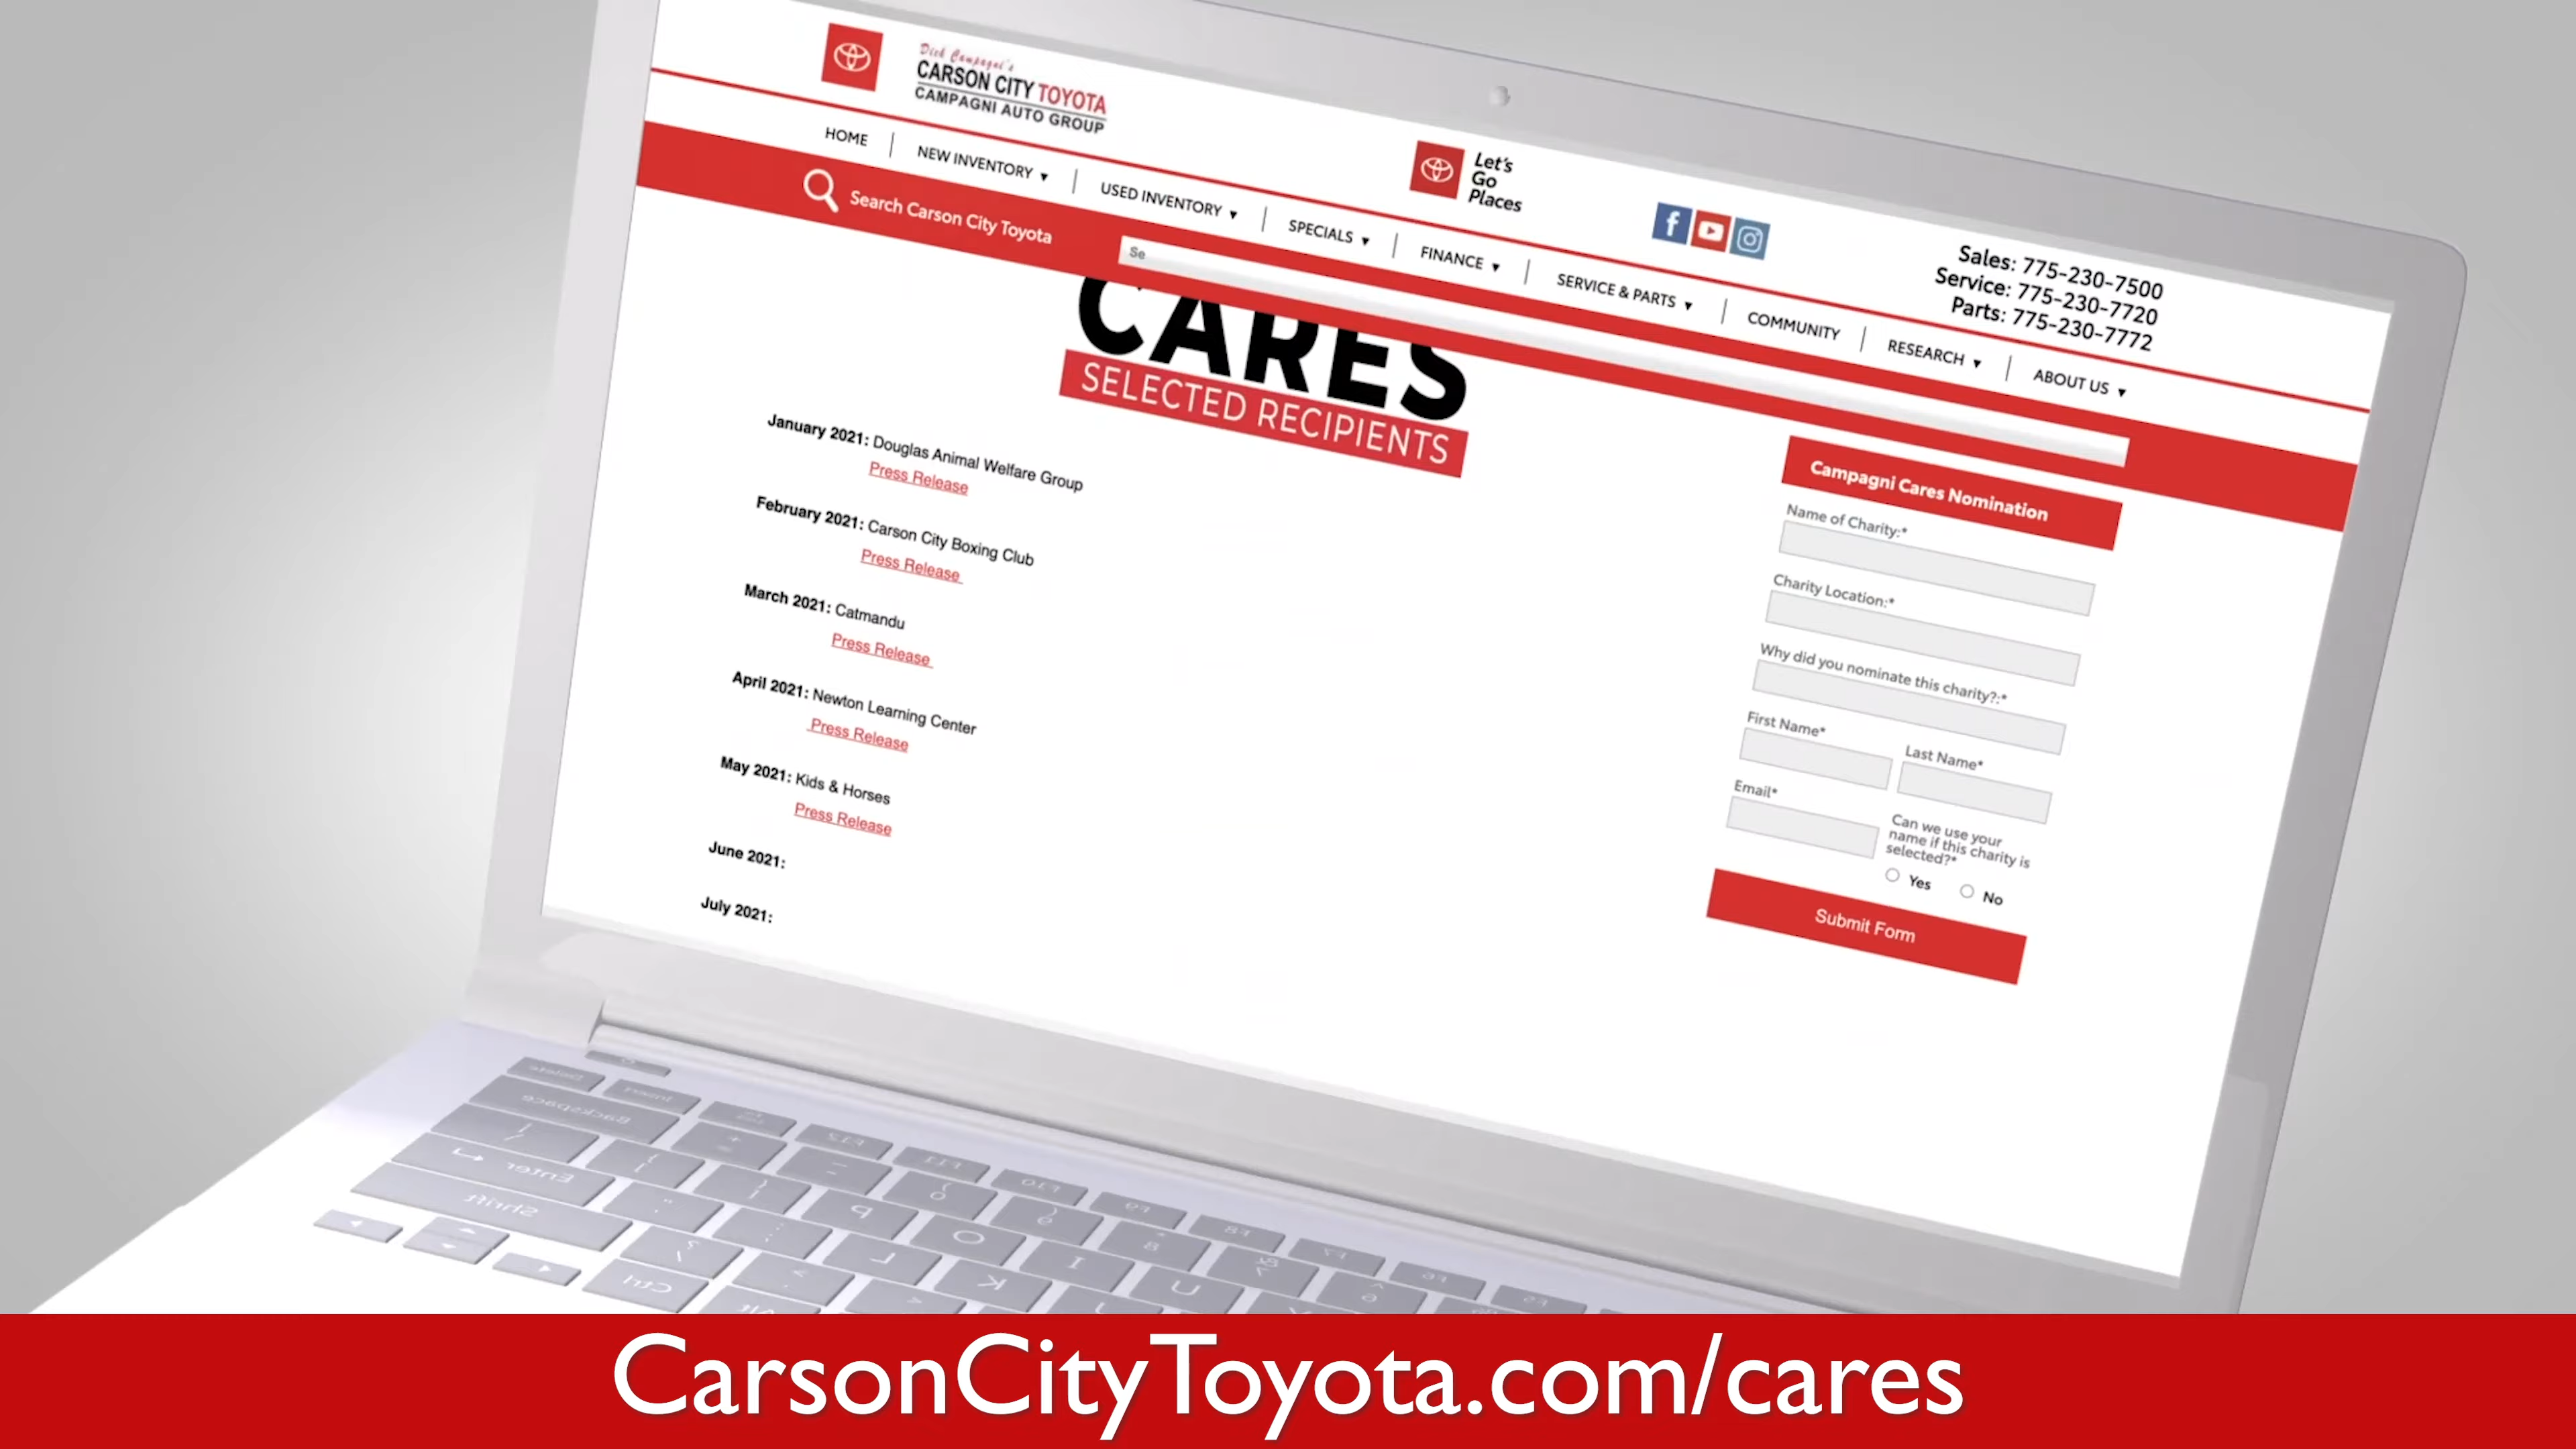 Dick Campagni's
CARSON CITY TOYOTA
CAMPAGNI AUTO GROUP
Let's
Go
Places
Sales: 775-230-7500
Service: 775-230-7720
Parts: 775-230-7772
HOME
NEW INVENTORY ▼
USED INVENTORY ▼
SPECIALS ▼
FINANCE ▼
SERVICE & PARTS ▼
COMMUNITY
RESEARCH ▼
ABOUT US ▼
Search Carson City Toyota
Se
CARES
SELECTED RECIPIENTS
January 2021: Douglas Animal Welfare Group
Press Release
February 2021: Carson City Boxing Club
Press Release
March 2021: Catmandu
Press Release
April 2021: Newton Learning Center
Press Release
May 2021: Kids & Horses
Press Release
June 2021:
July 2021:
Campagni Cares Nomination
Name of Charity:*
Charity Location:*
Why did you nominate this charity?:*
First Name*
Last Name*
Email*
Can we use your
name if this charity is
selected?*
Yes
No
Submit Form
Backspace
Enter
Shift
Ctrl
CarsonCityToyota.com/cares